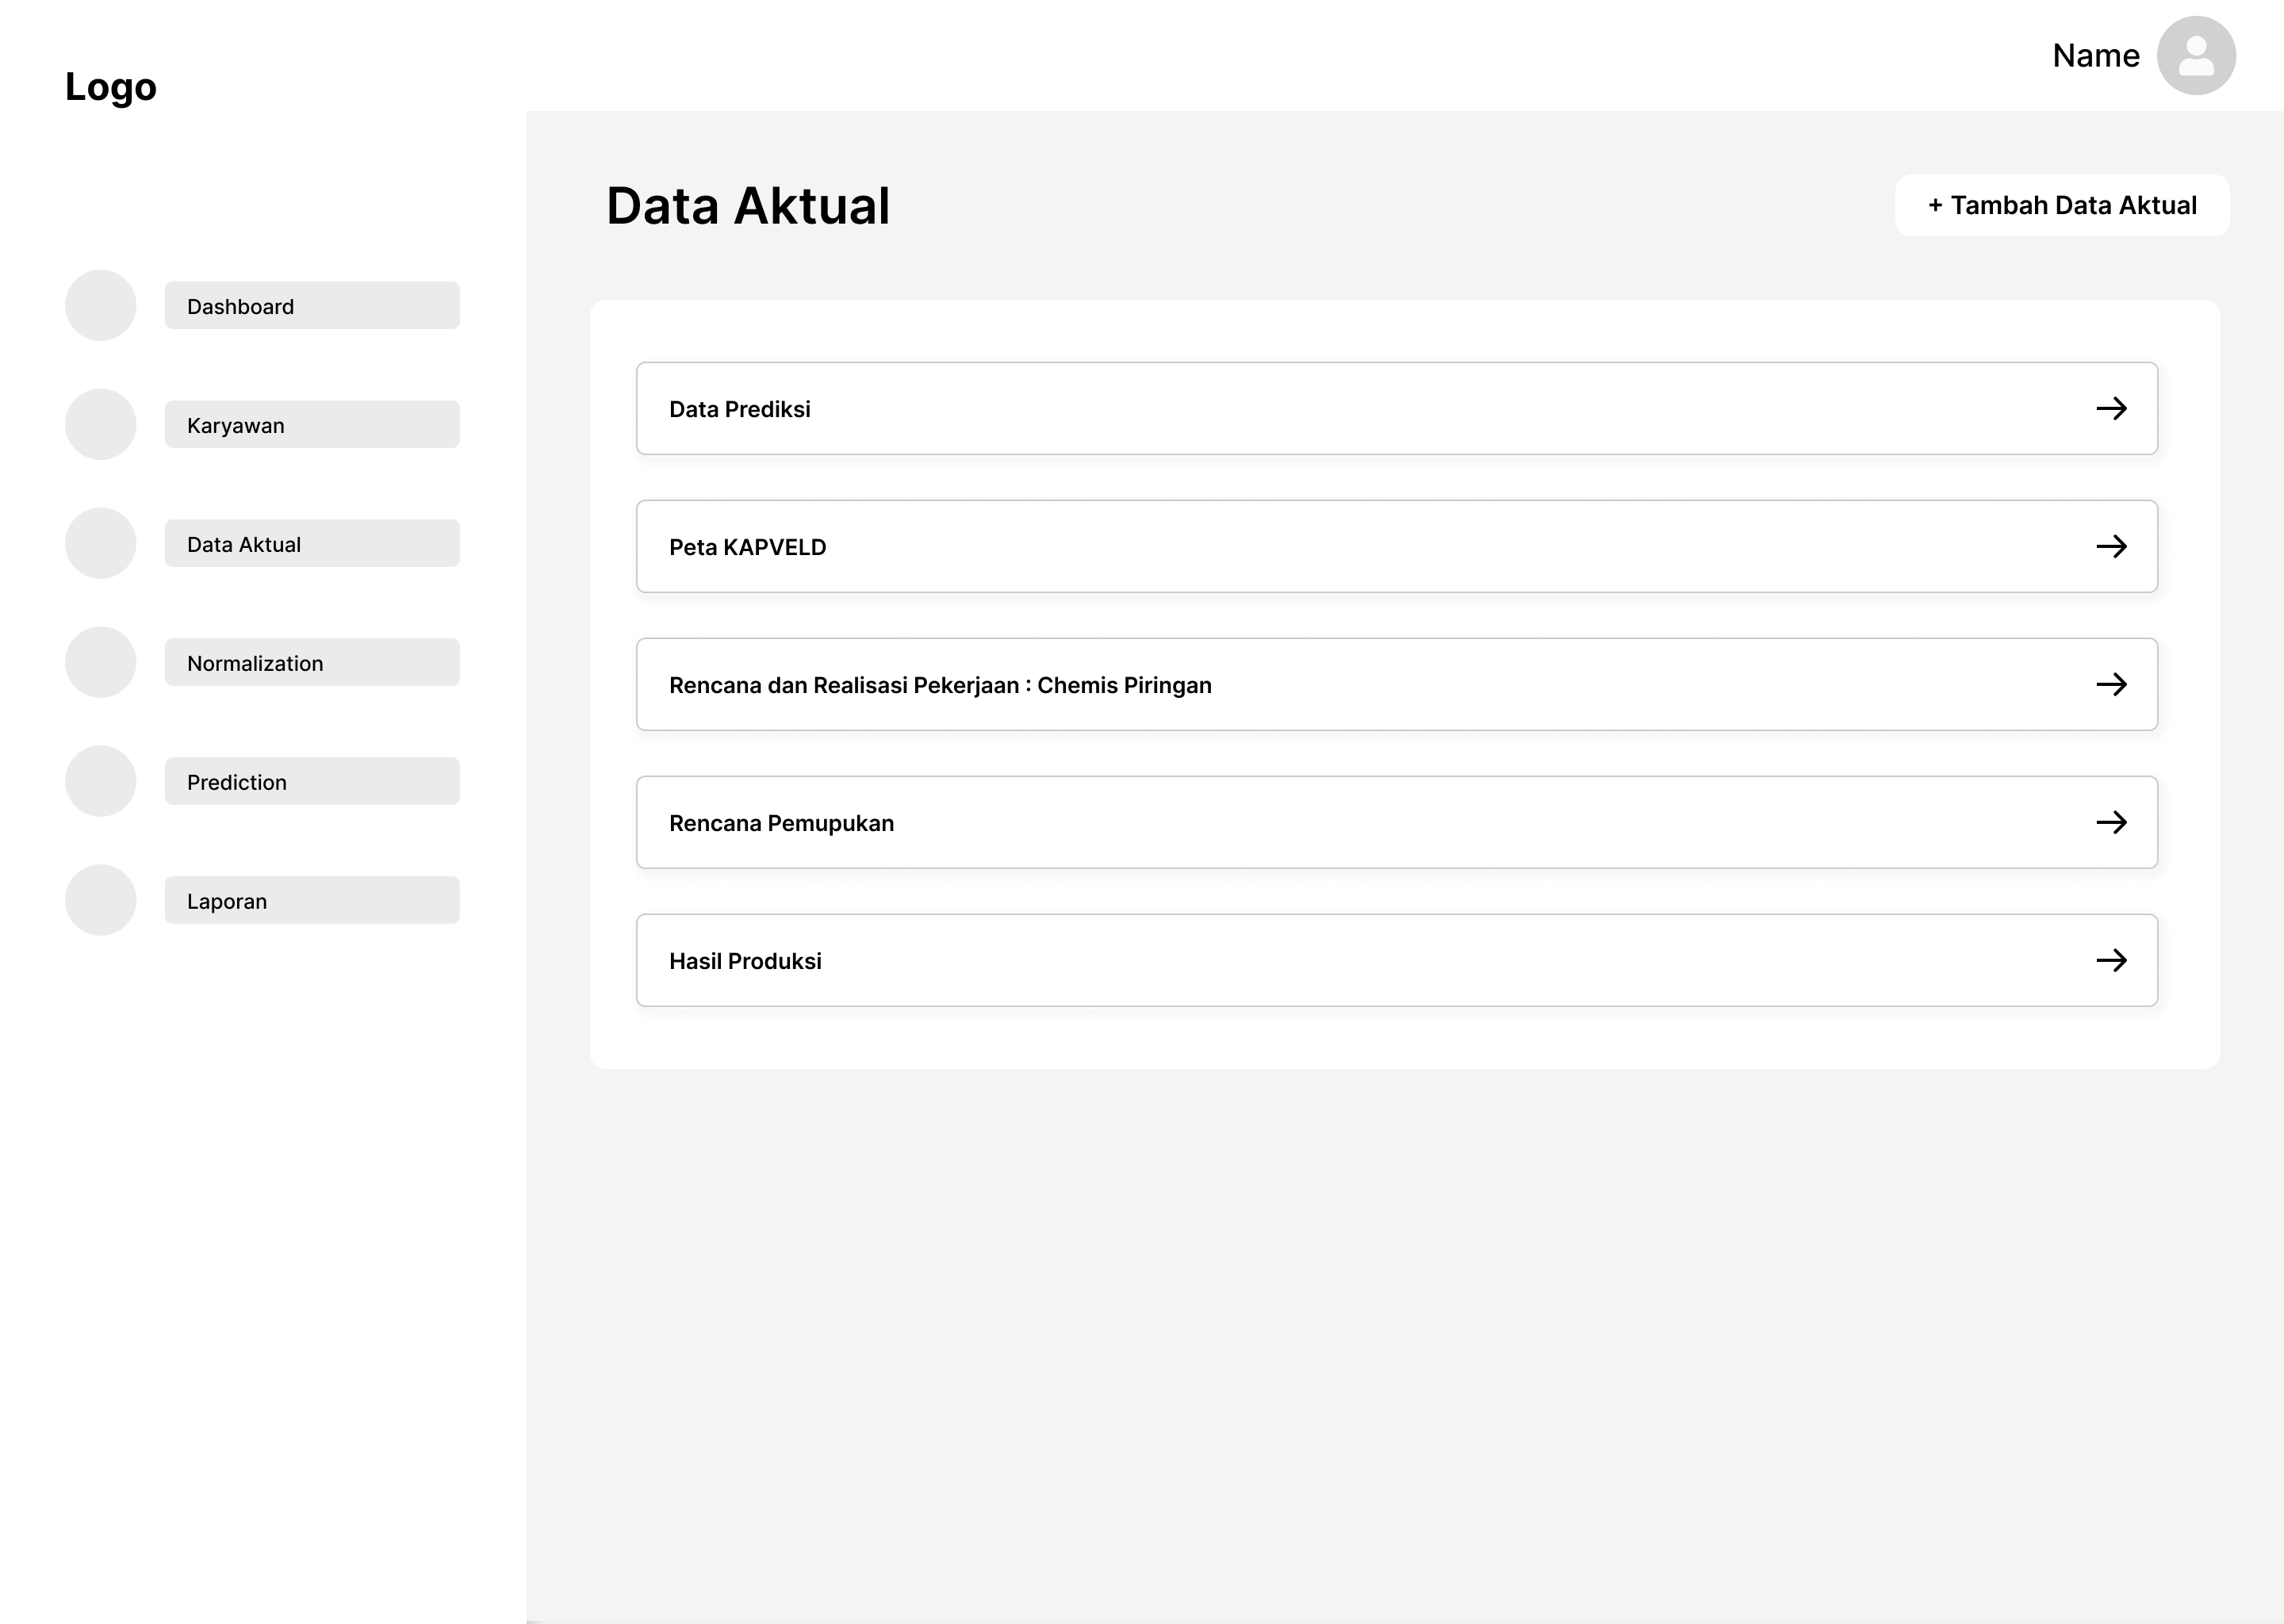 Name
Logo
Data Aktual
+ Tambah Data Aktual
Dashboard
Karyawan
Data Aktual
Normalization
Prediction
Laporan
Data Prediksi
Peta KAPVELD
Rencana dan Realisasi Pekerjaan : Chemis Piringan
Rencana Pemupukan
Hasil Produksi